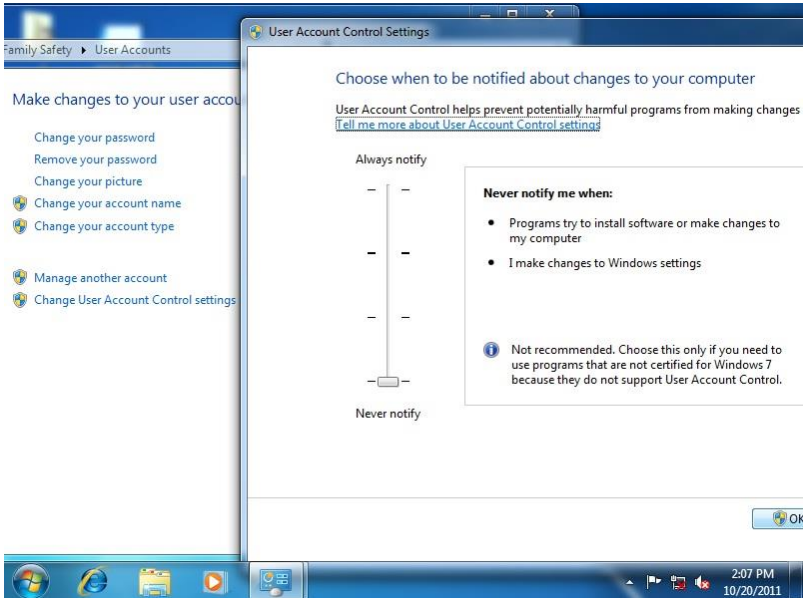 Family Safety ▸ User Accounts
Make changes to your user accou
Change your password
Remove your password
Change your picture
Change your account name
Change your account type
Manage another account
Change User Account Control settings
User Account Control Settings
Choose when to be notified about changes to your computer
User Account Control helps prevent potentially harmful programs from making changes
Tell me more about User Account Control settings
Always notify
Never notify me when:
• Programs try to install software or make changes to
my computer
• I make changes to Windows settings
Not recommended. Choose this only if you need to
use programs that are not certified for Windows 7
because they do not support User Account Control.
Never notify
OK
2:07 PM
10/20/2011